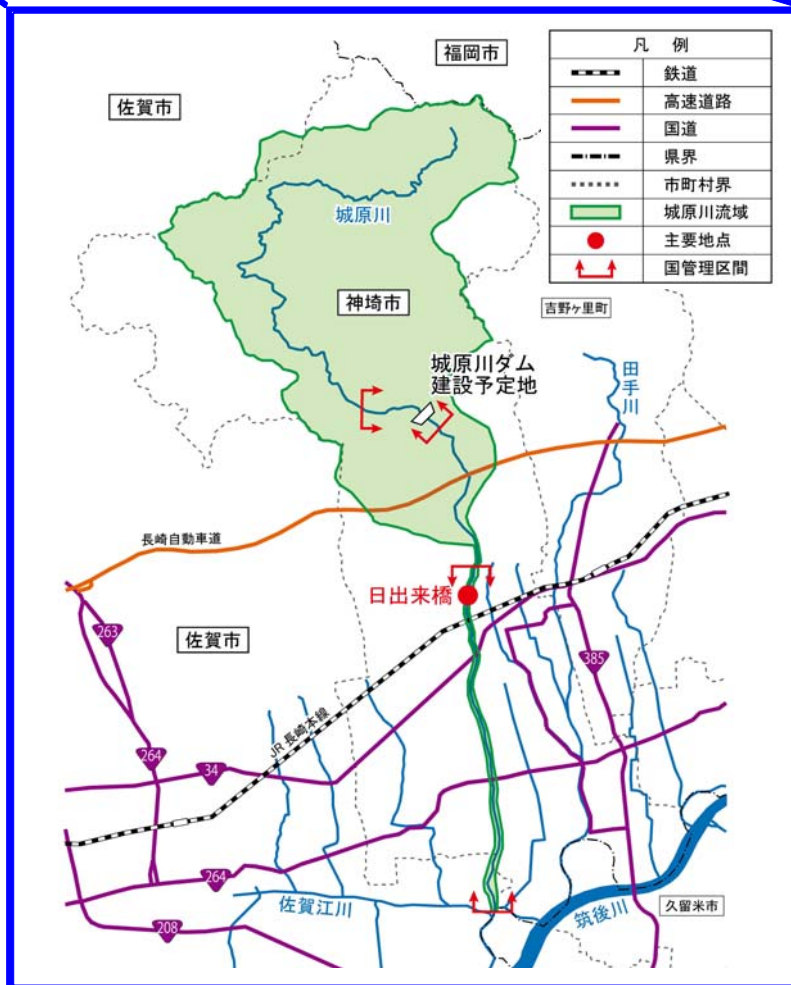 福岡市
佐賀市
凡 例
鉄道
高速道路
国道
県界
市町村界
城原川流域
主要地点
国管理区間
城原川
神埼市
吉野ヶ里町
城原川ダム
建設予定地
田手川
長崎自動車道
日出来橋
263
佐賀市
385
JR長崎本線
264
34
264
佐賀江川
208
筑後川
久留米市